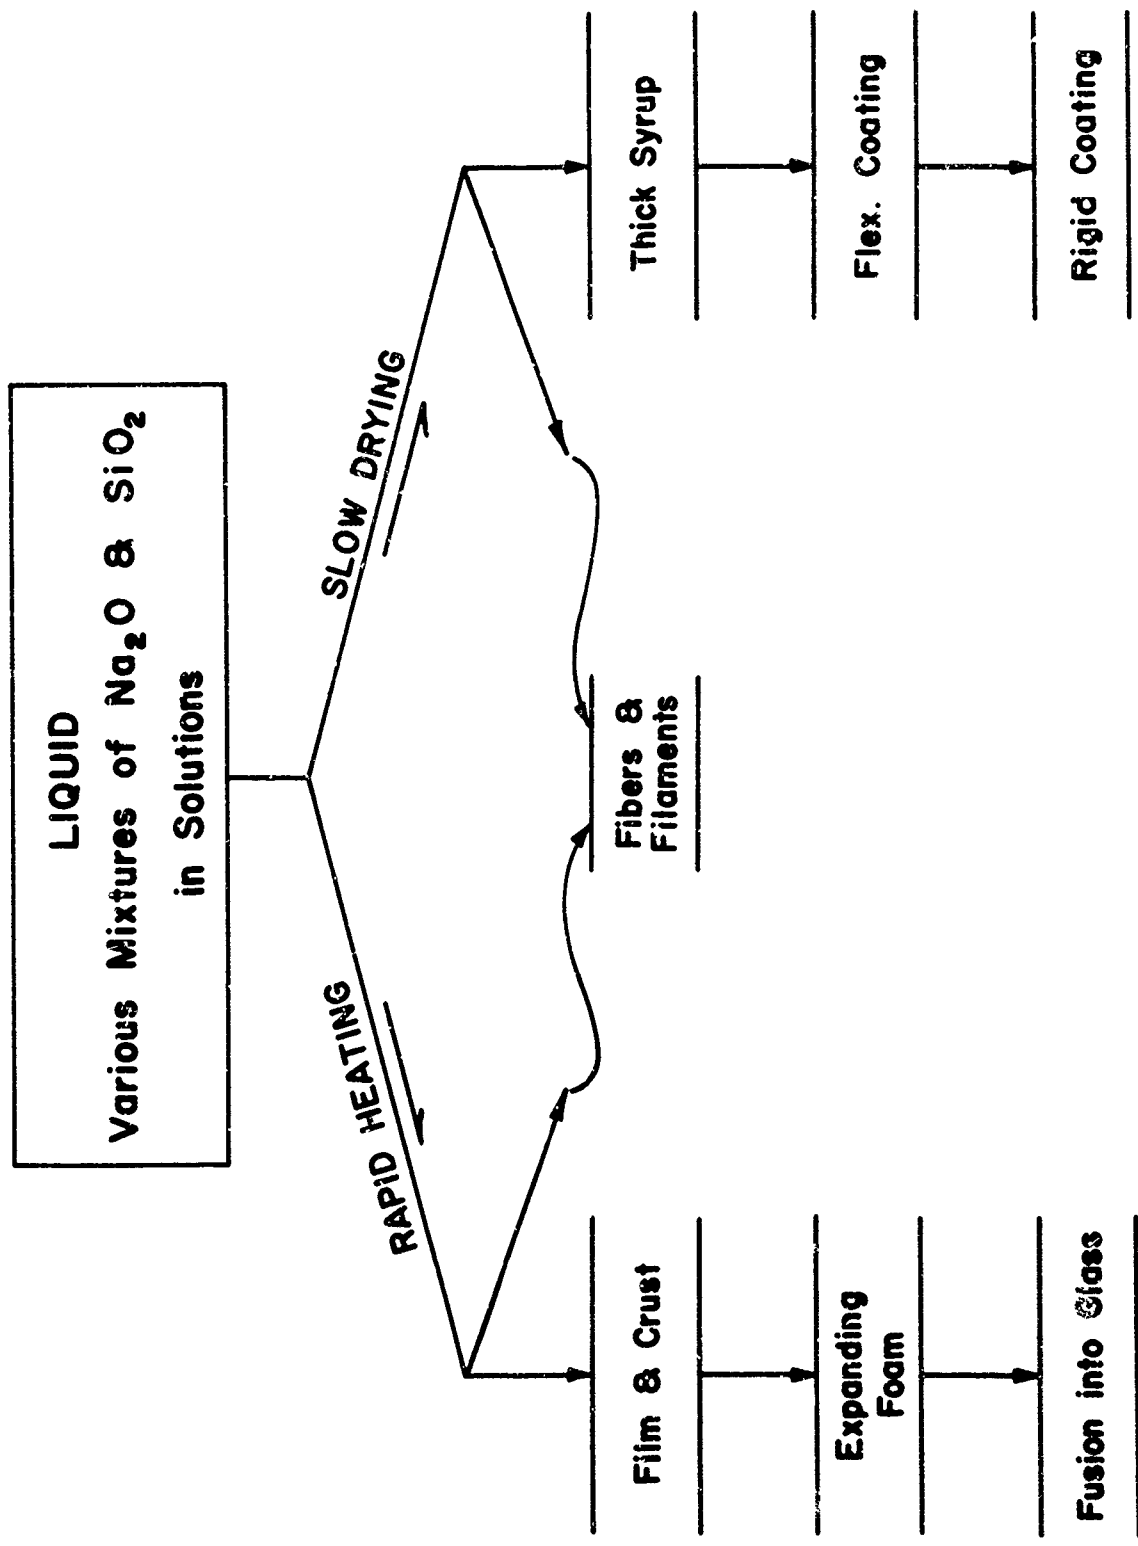 LIQUID
Various Mixtures of Na₂O & SiO₂
in Solutions
RAPID HEATING
SLOW DRYING
Film & Crust
Expanding
Foam
Fusion into Glass
Fibers &
Filaments
Thick Syrup
Flex. Coating
Rigid Coating